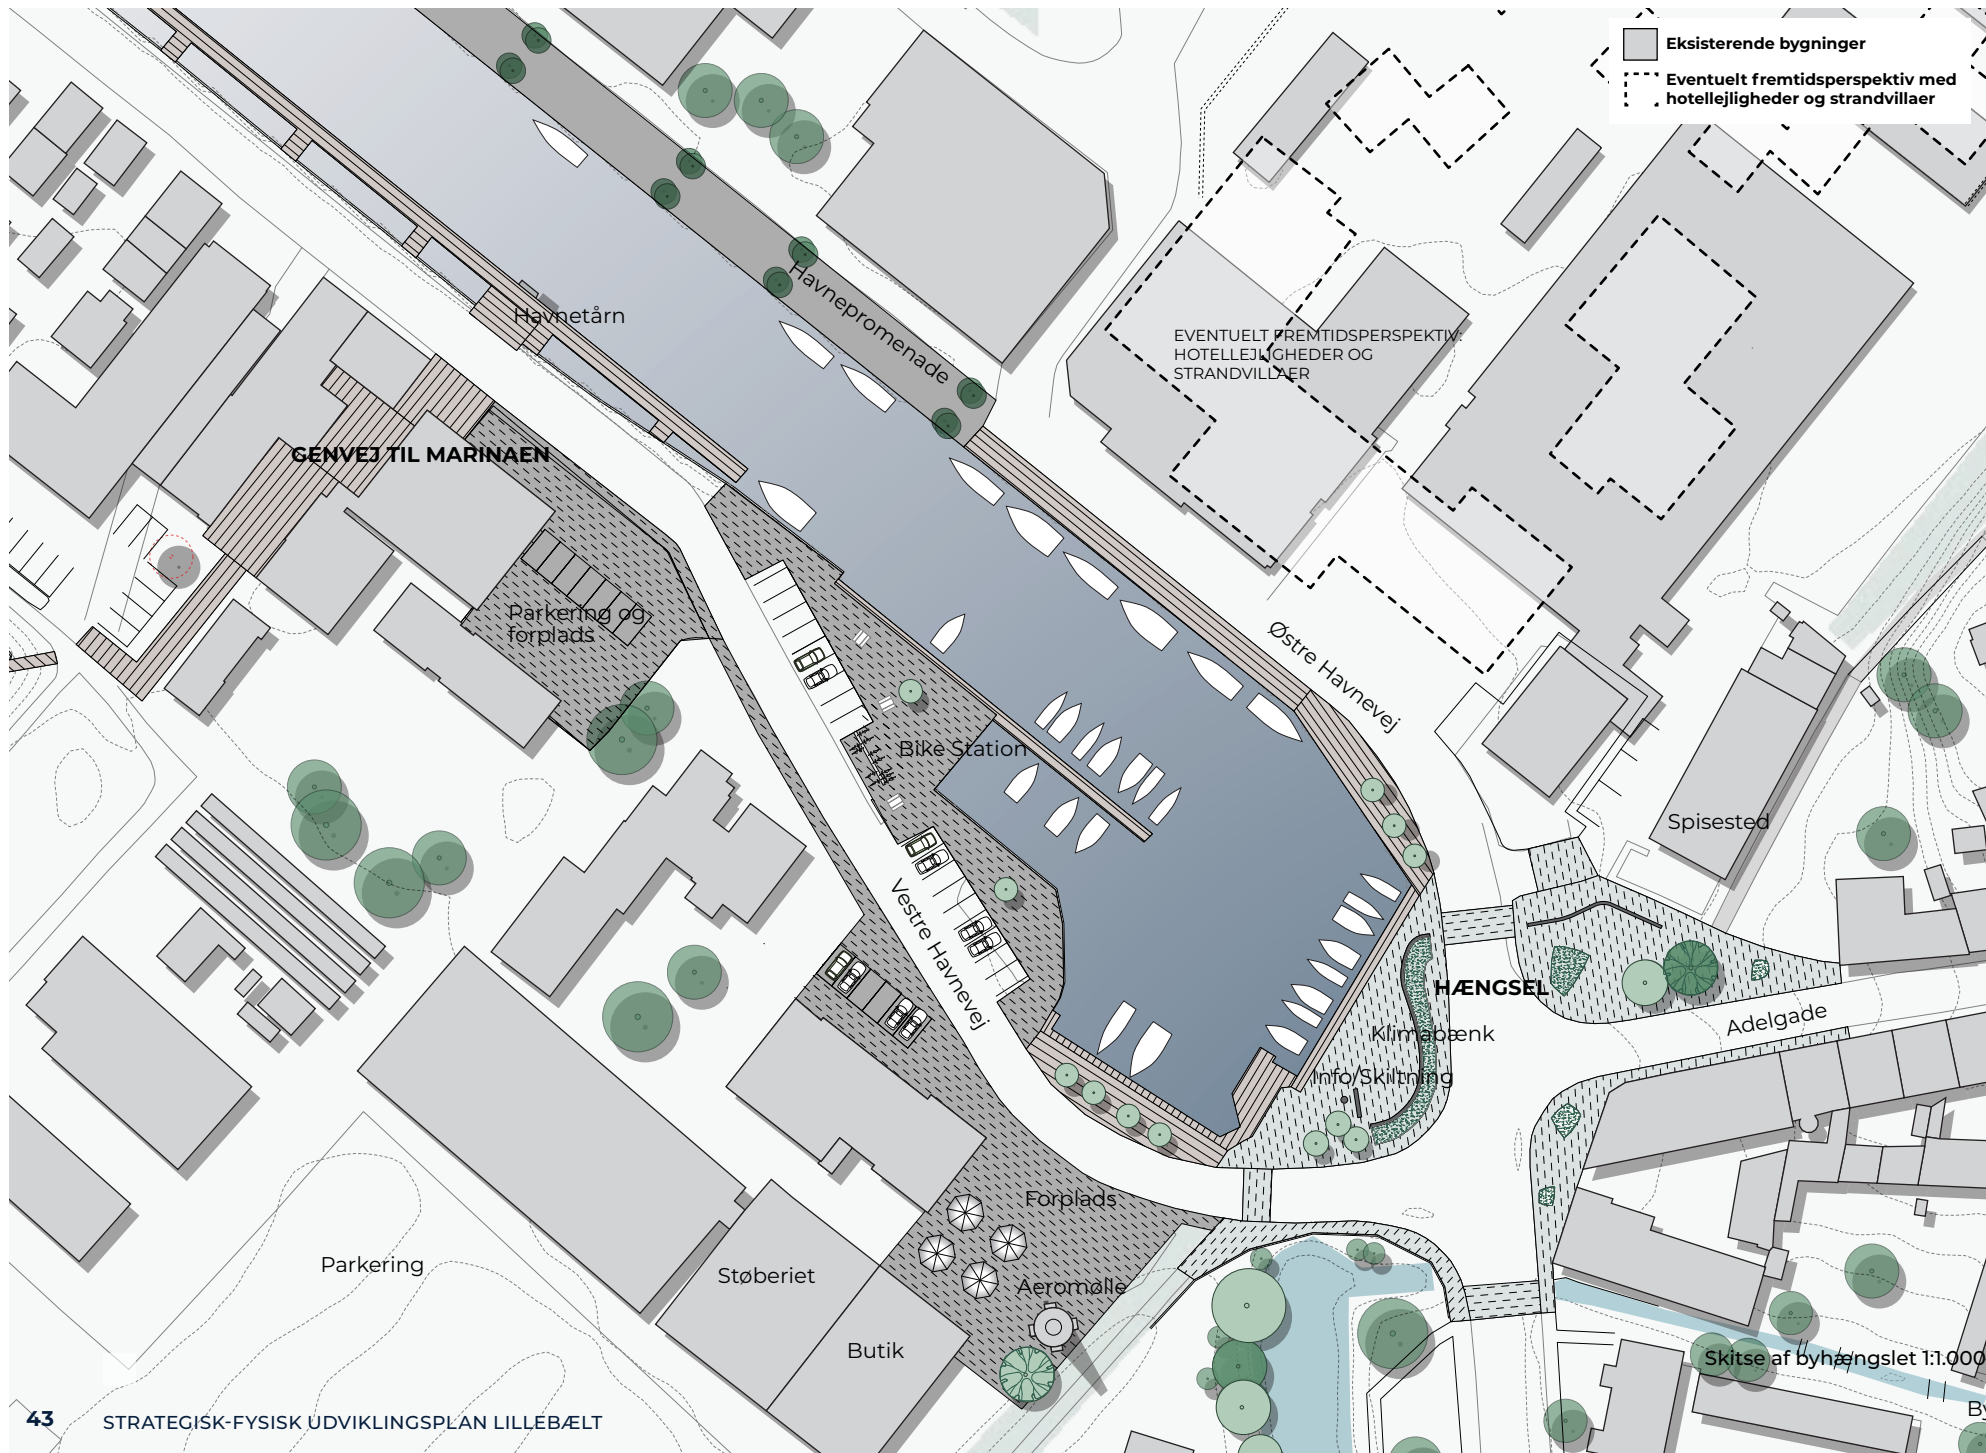 Eksisterende bygninger
Eventuelt fremtidsperspektiv med
hotellejligheder og strandvillaer
Havnetårn
Havnepromenade
EVENTUELT FREMTIDSPERSPEKTIV:
HOTELLEJLIGHEDER OG
STRANDVILLAER
GENVEJ TIL MARINAEN
Parkering og
forplads
Østre Havnevej
Bike Station
Spisested
Vestre Havnevej
HÆNGSEL
Adelgade
Klimabænk
Info/Skiltning
Forplads
Parkering
Støberiet
Aeromølle
Butik
Skitse af byhængslet 1:1.000
43
STRATEGISK-FYSISK UDVIKLINGSPLAN LILLEBÆLT